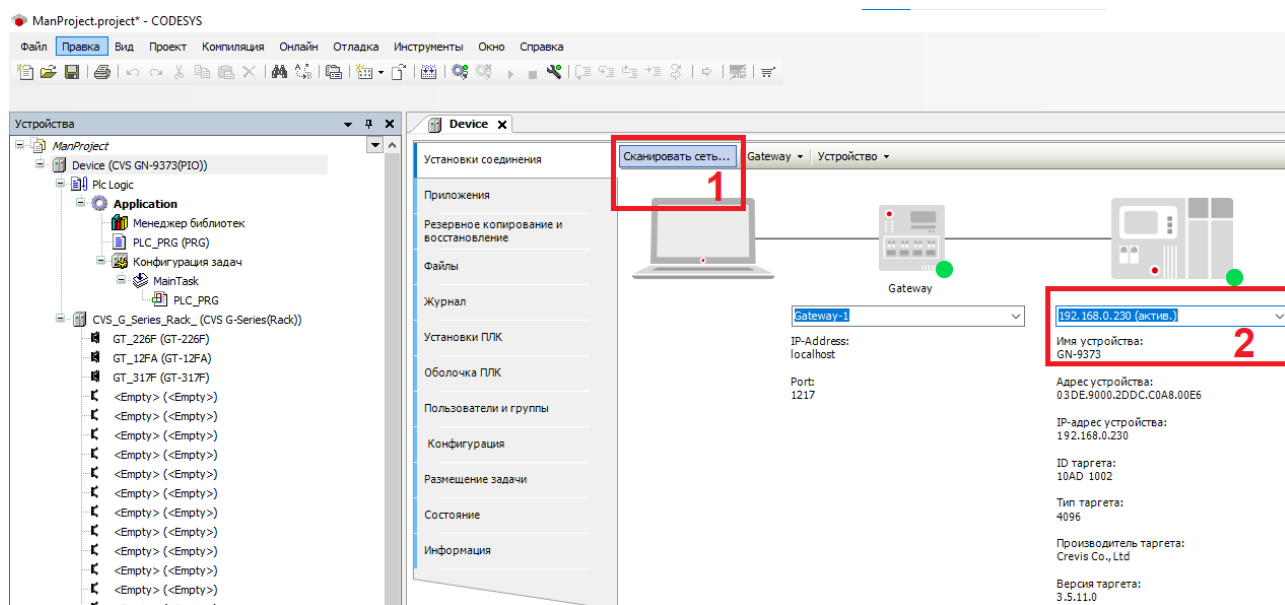 ManProject.project* - CODESYS
Файл Правка Вид Проект Компиляция Онлайн Отладка Инструменты Окно Справка
Устройства
ManProject
Device (CVS GN-9373(PIO))
Plc Logic
Application
Менеджер библиотек
PLC_PRG (PRG)
Конфигурация задач
MainTask
PLC_PRG
CVS_G_Series_Rack_ (CVS G-Series(Rack))
GT_226F (GT-226F)
GT_12FA (GT-12FA)
GT_317F (GT-317F)
<Empty> (<Empty>)
<Empty> (<Empty>)
<Empty> (<Empty>)
<Empty> (<Empty>)
<Empty> (<Empty>)
<Empty> (<Empty>)
<Empty> (<Empty>)
<Empty> (<Empty>)
<Empty> (<Empty>)
<Empty> (<Empty>)
<Empty> (<Empty>)
Device
Установки соединения
Приложения
Резервное копирование и
восстановление
Файлы
Журнал
Установки ПЛК
Оболочка ПЛК
Пользователи и группы
Конфигурация
Размещение задачи
Состояние
Информация
Сканировать сеть... Gateway Устройство
1
Gateway
Gateway-1
IP-Address:
localhost
Port:
1217
192.168.0.230 (актив.)
Имя устройства:
GN-9373
2
Адрес устройства:
03DE.9000.2DDC.C0A8.00E6
IP-адрес устройства:
192.168.0.230
ID таргета:
10AD 1002
Тип таргета:
4096
Производитель таргета:
Crevis Co., Ltd
Версия таргета:
3.5.11.0